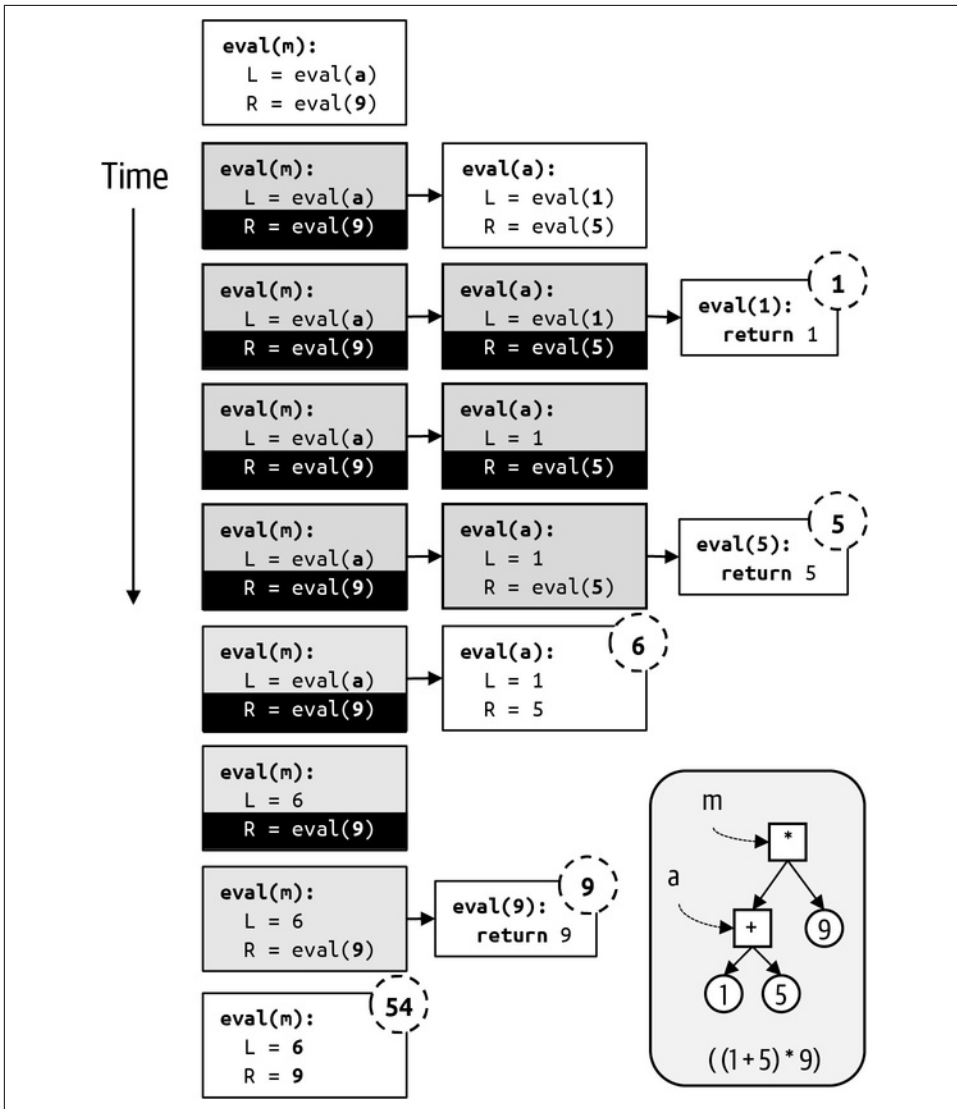 eval(m):
L = eval(a)
R = eval(9)
Time
eval(m):
L = eval(a)
R = eval(9)
eval(a):
L = eval(1)
R = eval(5)
eval(m):
L = eval(a)
R = eval(9)
eval(a):
L = eval(1)
R = eval(5)
1
eval(1):
return 1
eval(m):
L = eval(a)
R = eval(9)
eval(a):
L = 1
R = eval(5)
eval(m):
L = eval(a)
R = eval(9)
eval(a):
L = 1
R = eval(5)
5
eval(5):
return 5
eval(m):
L = eval(a)
R = eval(9)
6
eval(a):
L = 1
R = 5
eval(m):
L = 6
R = eval(9)
eval(m):
L = 6
R = eval(9)
9
eval(9):
return 9
54
eval(m):
L = 6
R = 9
m
*
a
+
9
1
5
((1+5)*9)